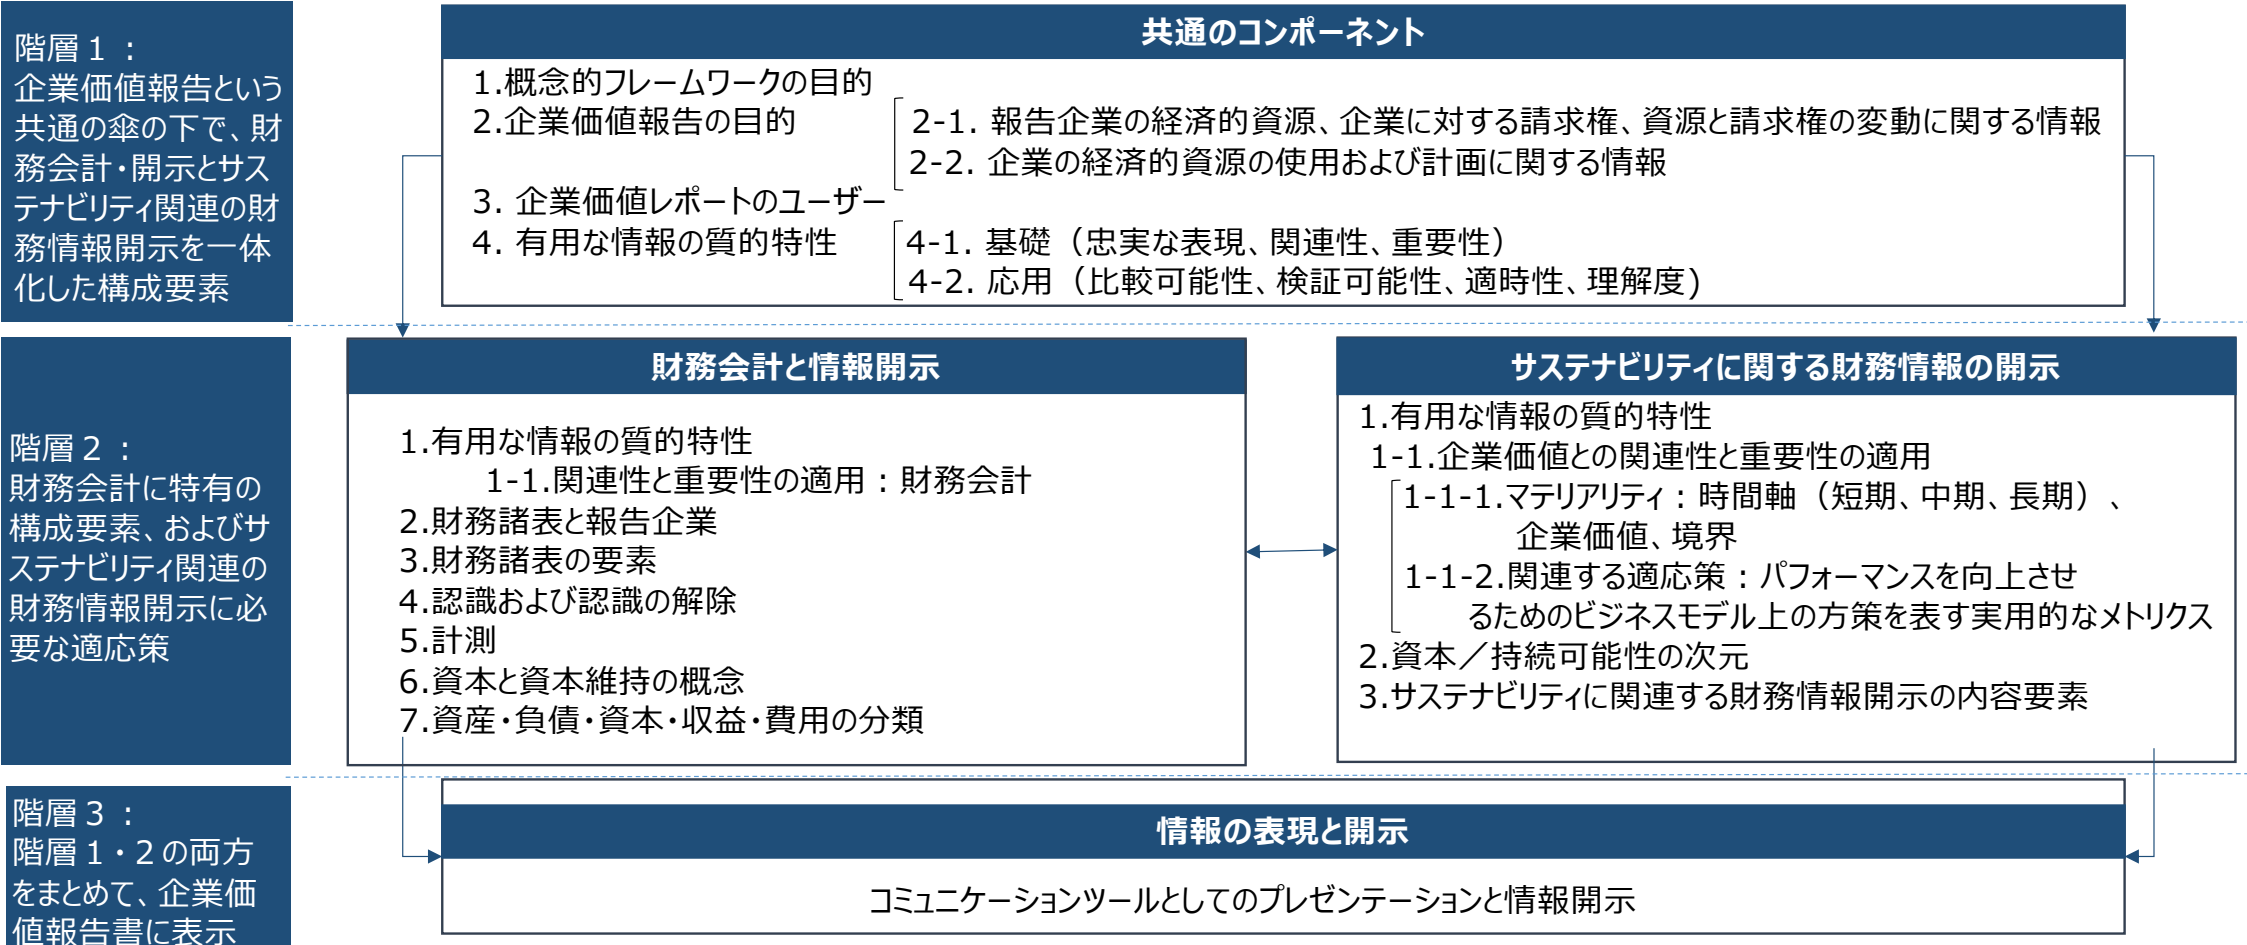 階層１：
企業価値報告という
共通の傘の下で、財
務会計・開示とサス
テナビリティ関連の財
務情報開示を一体
化した構成要素
共通のコンポーネント
1.概念的フレームワークの目的
2.企業価値報告の目的
2-1. 報告企業の経済的資源、企業に対する請求権、資源と請求権の変動に関する情報
2-2. 企業の経済的資源の使用および計画に関する情報
3. 企業価値レポートのユーザー
4. 有用な情報の質的特性
4-1. 基礎（忠実な表現、関連性、重要性）
4-2. 応用（比較可能性、検証可能性、適時性、理解度)
階層２：
財務会計に特有の
構成要素、およびサ
ステナビリティ関連の
財務情報開示に必
要な適応策
財務会計と情報開示
1.有用な情報の質的特性
1-1.関連性と重要性の適用：財務会計
2.財務諸表と報告企業
3.財務諸表の要素
4.認識および認識の解除
5.計測
6.資本と資本維持の概念
7.資産・負債・資本・収益・費用の分類
サステナビリティに関する財務情報の開示
1.有用な情報の質的特性
1-1.企業価値との関連性と重要性の適用
1-1-1.マテリアリティ：時間軸（短期、中期、長期）、
企業価値、境界
1-1-2.関連する適応策：パフォーマンスを向上させ
るためのビジネスモデル上の方策を表す実用的なメトリクス
2.資本／持続可能性の次元
3.サステナビリティに関連する財務情報開示の内容要素
階層３：
階層１・２の両方
をまとめて、企業価
値報告書に表示
情報の表現と開示
コミュニケーションツールとしてのプレゼンテーションと情報開示